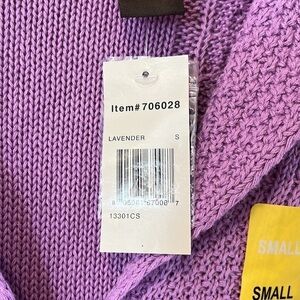 Item#706028
LAVENDER S
13301CS
SMALL
SMALL